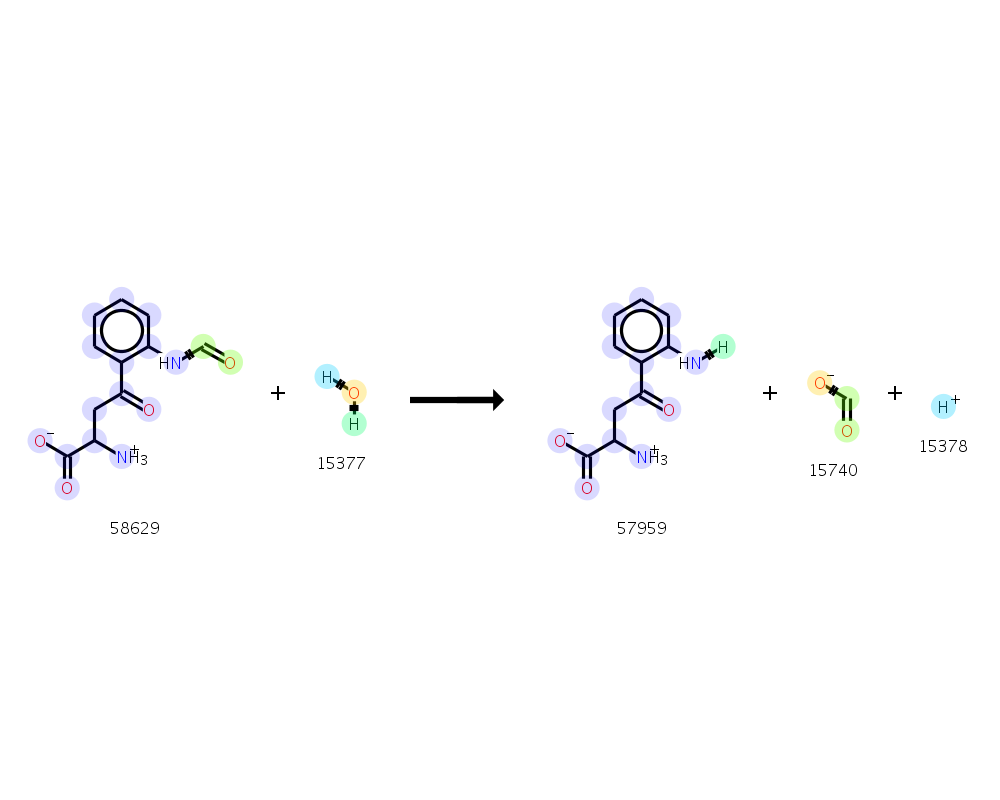 HN
O
O
O−
NH3+
O
58629
+
H
O
H
15377
HN
H
O
O−
NH3+
O
57959
+
O−
O
15740
+
H+
15378